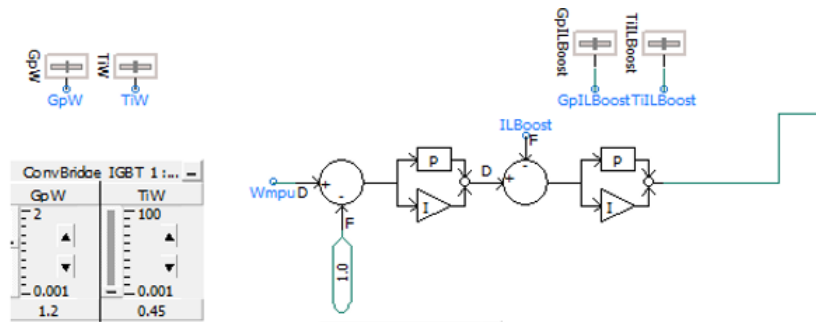 GpW
GpW
TiW
TiW
GpILBoost
GpILBoost
TiILBoost
TiILBoost
ConvBridge IGBT 1:...
GpW TiW
2 100
0.001 0.001
1.2 0.45
Wmpu D + - F
1.0
P
I
D
ILBoost
F
+ -
P
I